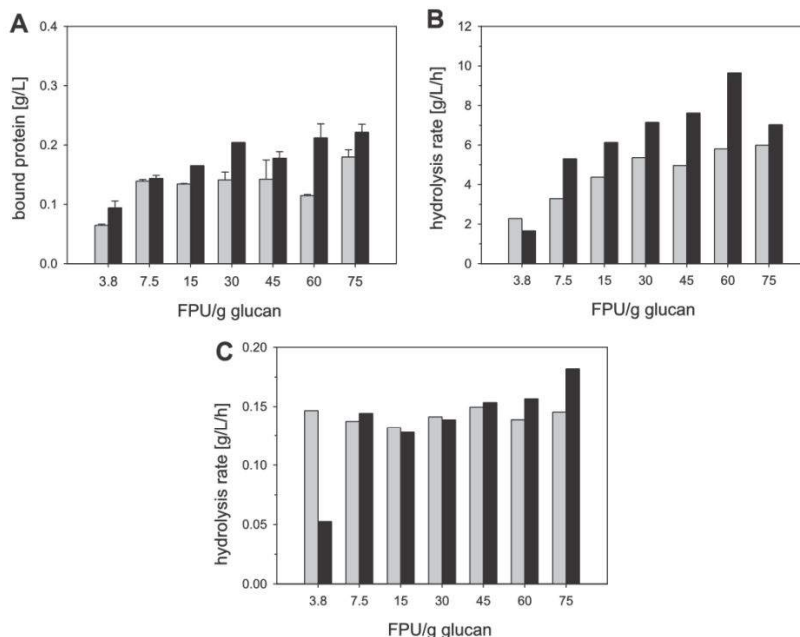 A
bound protein [g/L]
0.4
0.3
0.2
0.1
0.0
3.8 7.5 15 30 45 60 75
FPU/g glucan
B
hydrolysis rate [g/L/h]
12
10
8
6
4
2
0
3.8 7.5 15 30 45 60 75
FPU/g glucan
C
hydrolysis rate [g/L/h]
0.20
0.15
0.10
0.05
0.00
3.8 7.5 15 30 45 60 75
FPU/g glucan